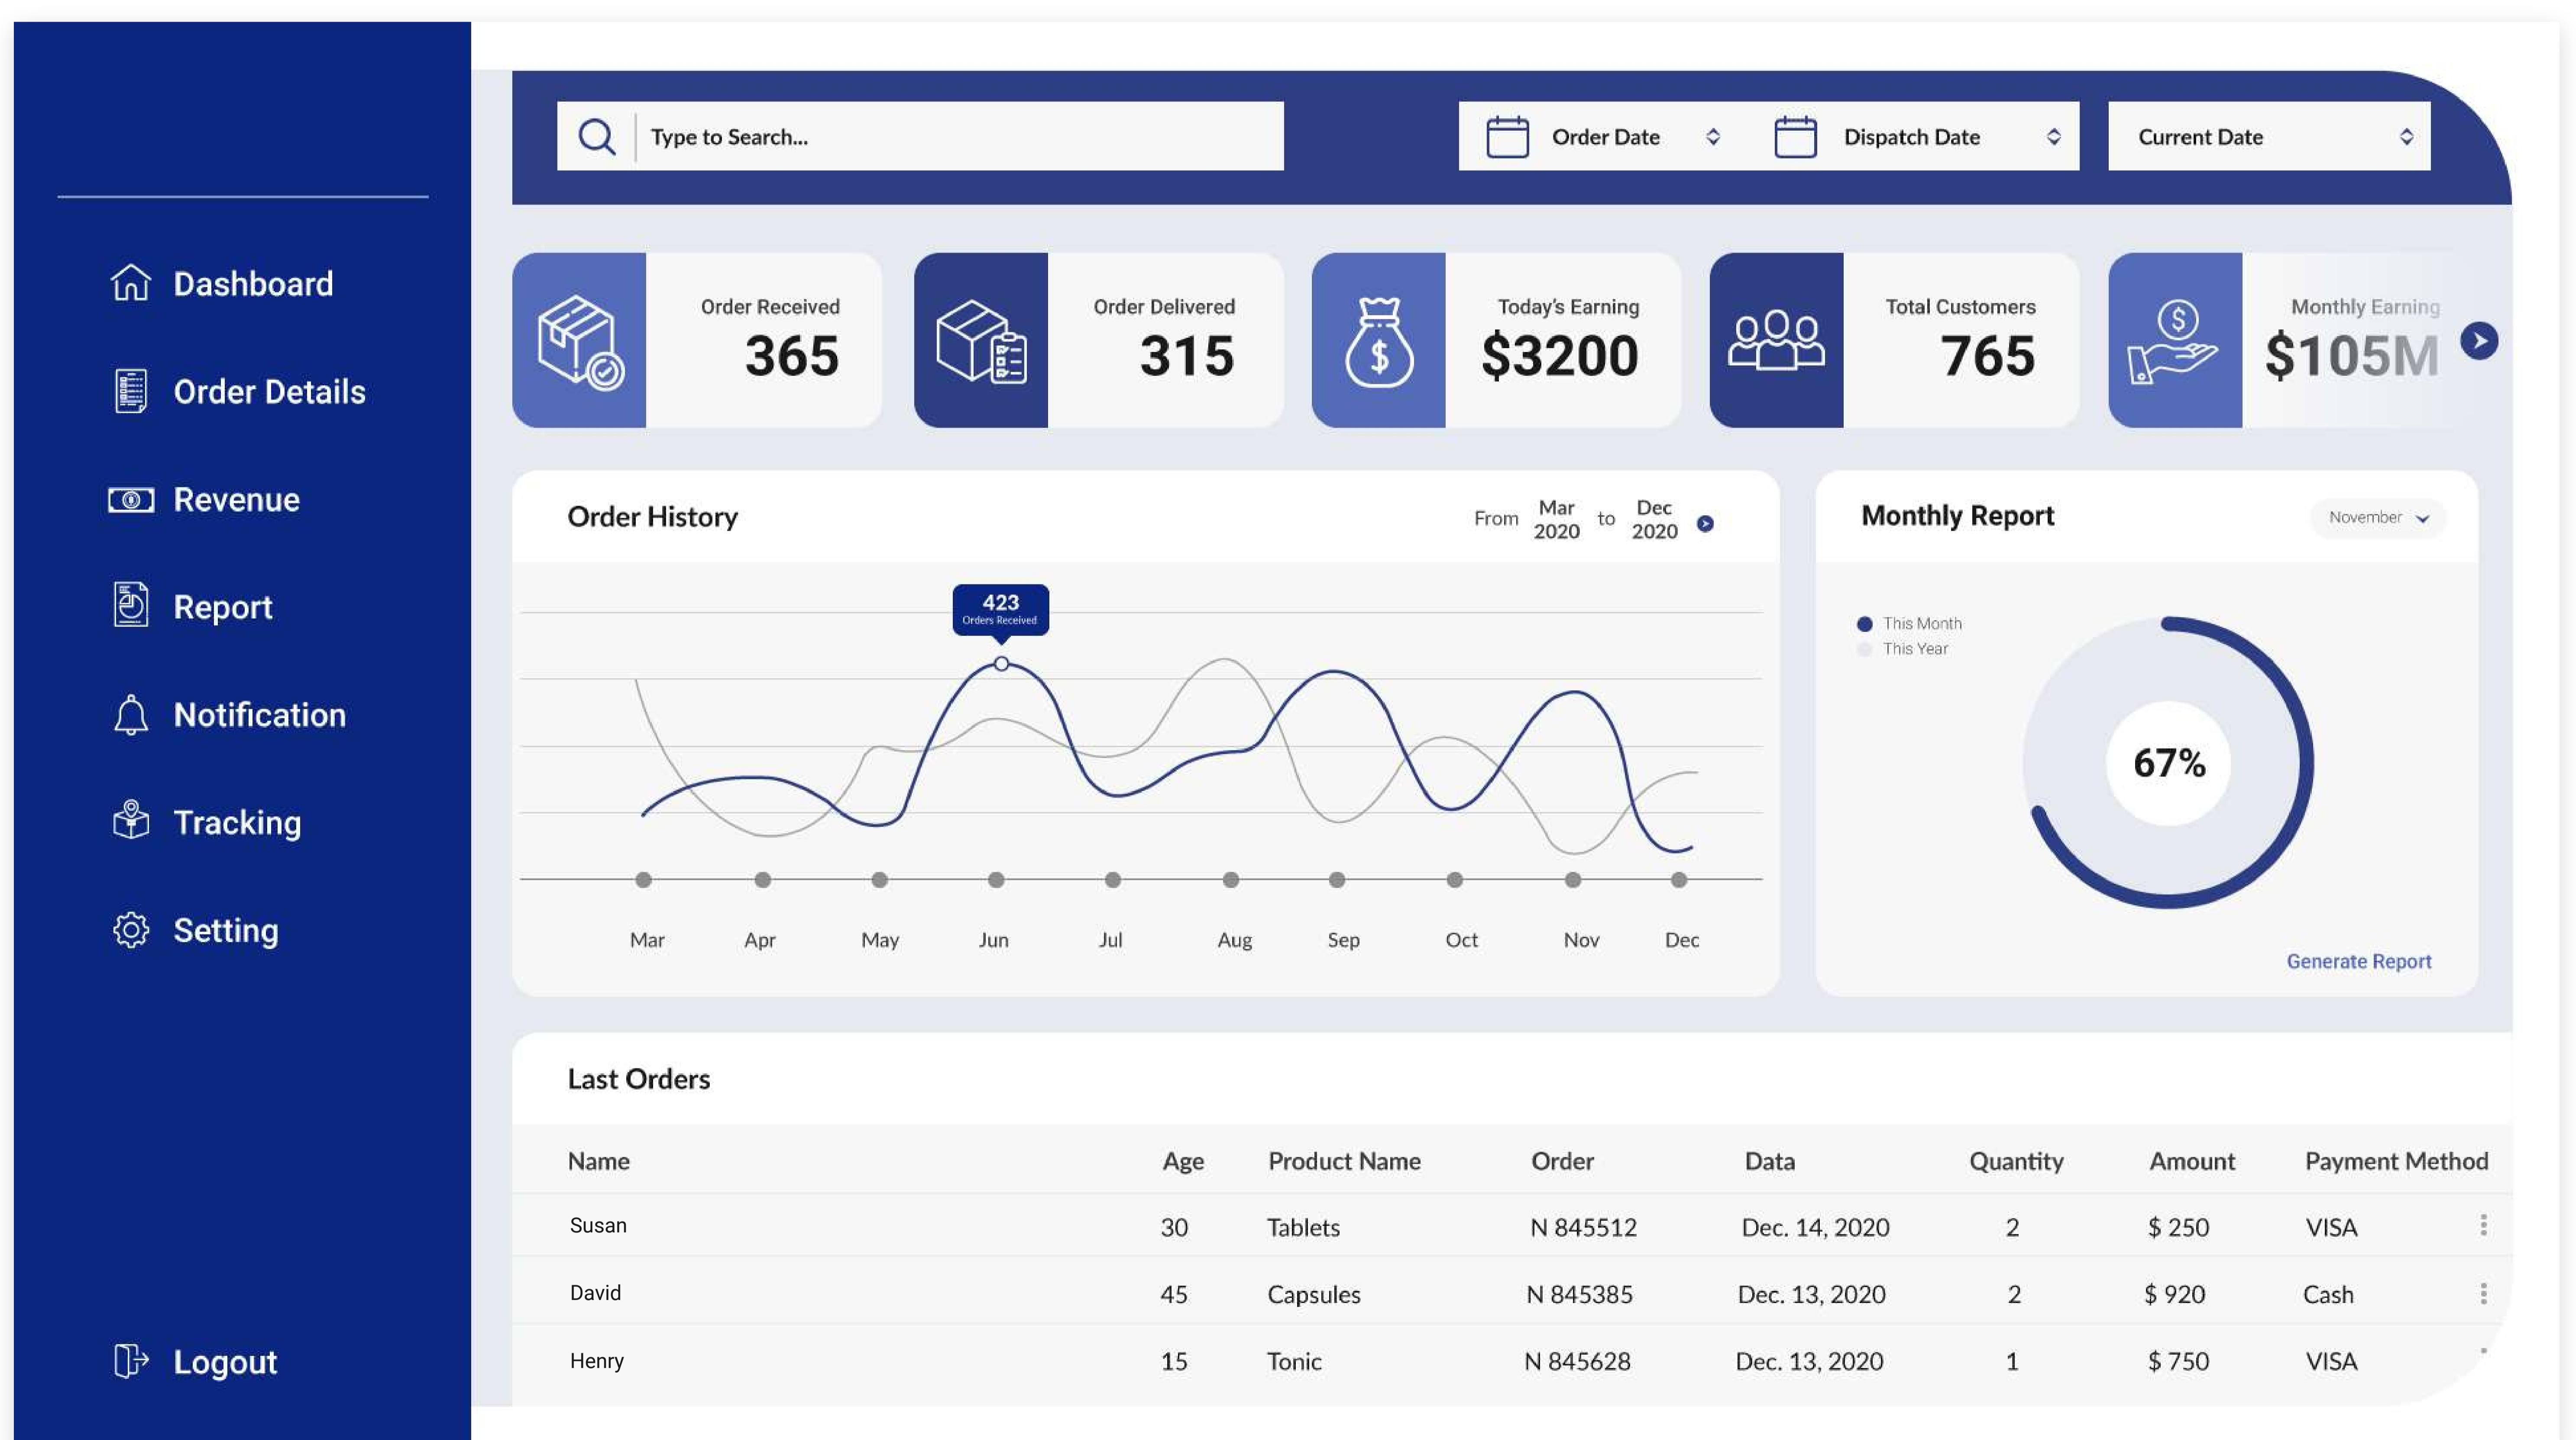 Dashboard
Order Details
Revenue
Report
Notification
Tracking
Setting
Logout
Type to Search...
Order Date
Dispatch Date
Current Date
Order Received
365
Order Delivered
315
Today's Earning
$3200
Total Customers
765
Monthly Earning
$105M
Order History
From Mar 2020 to Dec 2020
423
Orders Received
Mar Apr May Jun Jul Aug Sep Oct Nov Dec
Monthly Report
November
This Month
This Year
67%
Generate Report
Last Orders
Name Age Product Name Order Data Quantity Amount Payment Method
Susan 30 Tablets N 845512 Dec. 14, 2020 2 $ 250 VISA
David 45 Capsules N 845385 Dec. 13, 2020 2 $ 920 Cash
Henry 15 Tonic N 845628 Dec. 13, 2020 1 $ 750 VISA